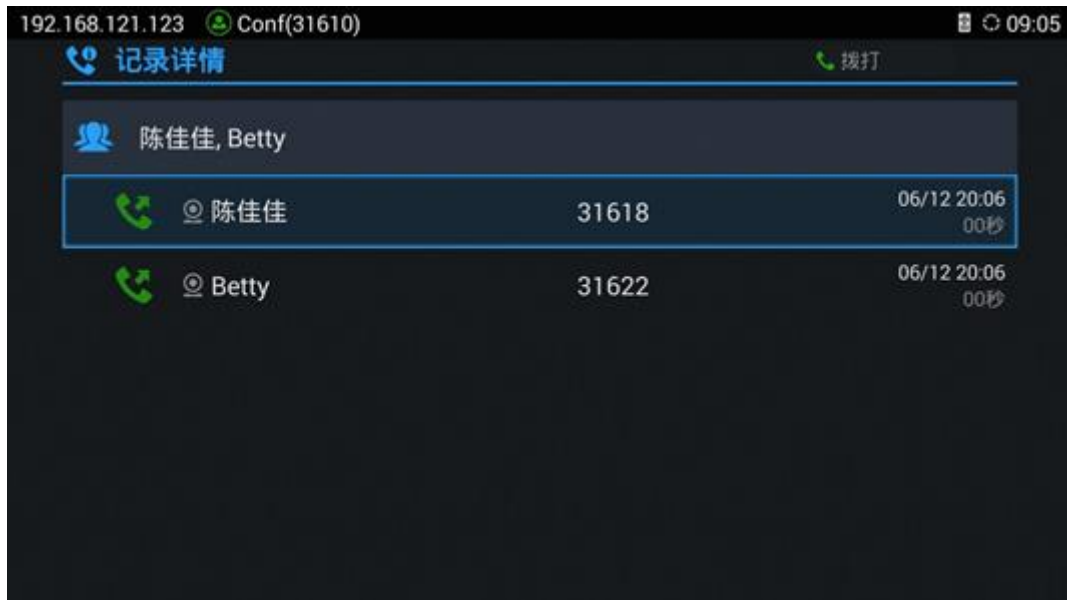 192.168.121.123 Conf(31610) 09:05
记录详情 拨打
陈佳佳, Betty
陈佳佳 31618 06/12 20:06
00秒
Betty 31622 06/12 20:06
00秒